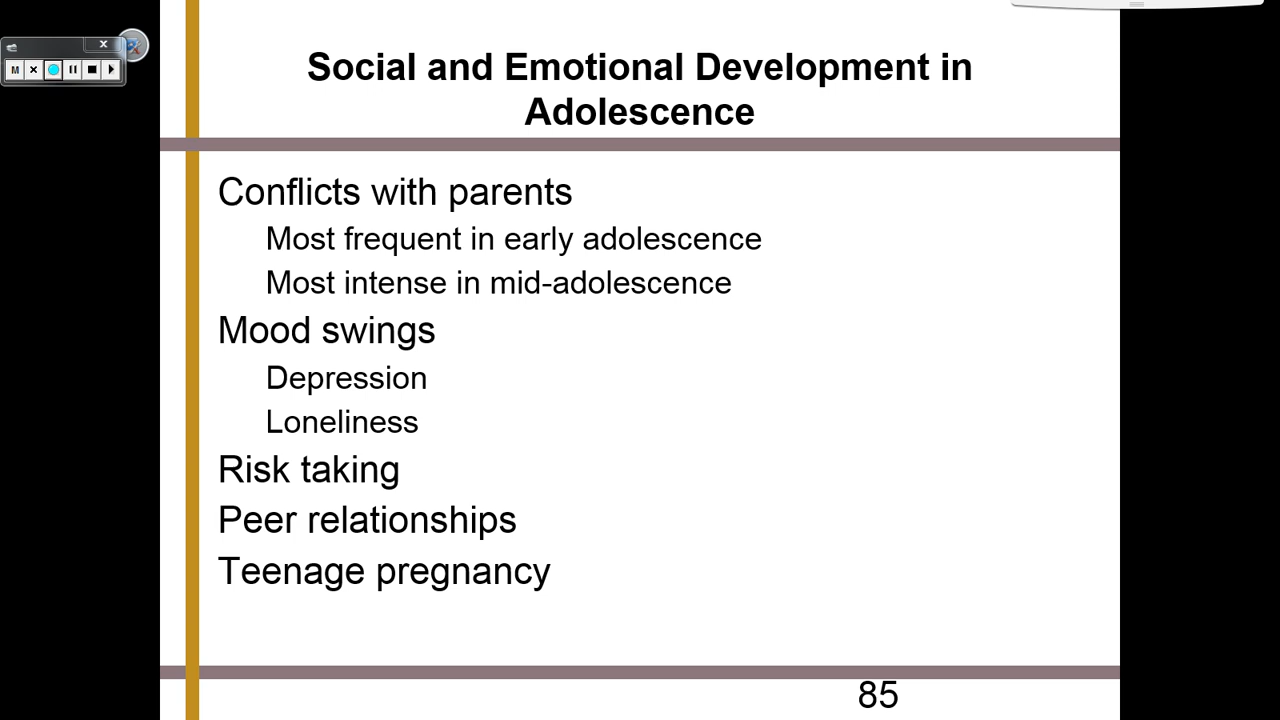 Social and Emotional Development in
Adolescence
M
Conflicts with parents
Most frequent in early adolescence
Most intense in mid-adolescence
Mood swings
Depression
Loneliness
Risk taking
Peer relationships
Teenage pregnancy
85